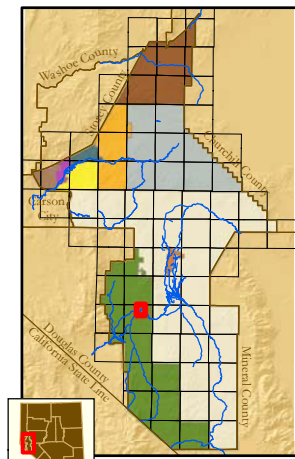 Washoe County
Storey County
Churchill County
Carson
City
Douglas County
California State Line
Mineral County